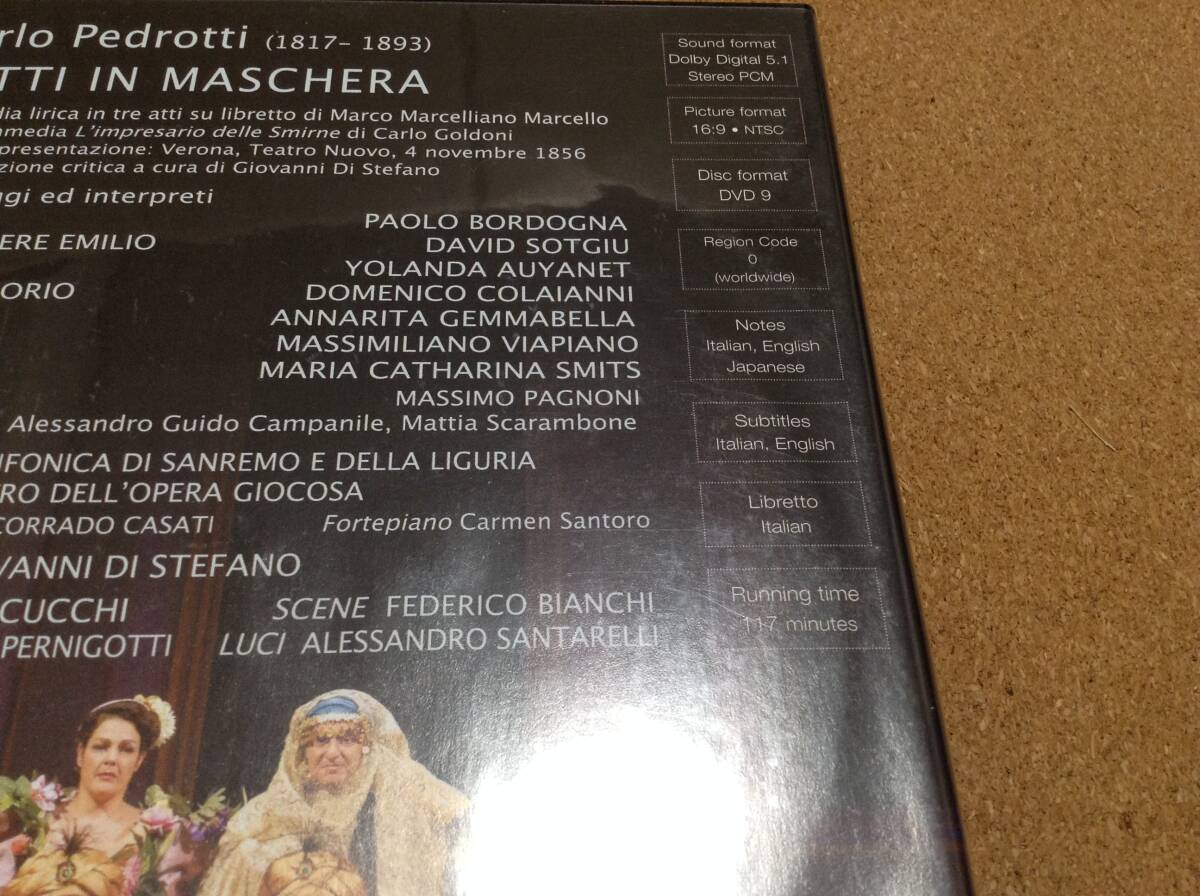 rlo Pedrotti (1817– 1893)
TTI IN MASCHERA
dia lirica in tre atti su libretto di Marco Marcelliano Marcello
mmedia L'impresario delle Smirne di Carlo Goldoni
presentazione: Verona, Teatro Nuovo, 4 novembre 1856
zione critica a cura di Giovanni Di Stefano
ggi ed interpreti
PAOLO BORDOGNA
ERE EMILIO DAVID SOTGIU
YOLANDA AUYANET
ORIO DOMENICO COLAIANNI
ANNARITA GEMMABELLA
MASSIMILIANO VIAPIANO
MARIA CATHARINA SMITS
MASSIMO PAGNONI
Alessandro Guido Campanile, Mattia Scarambone
NFONICA DI SANREMO E DELLA LIGURIA
TRO DELL'OPERA GIOCOSA
CORRADO CASATI Fortepiano Carmen Santoro
VANNI DI STEFANO
CUCCHI SCENE FEDERICO BIANCHI
PERNIGOTTI LUCI ALESSANDRO SANTARELLI
Sound format
Dolby Digital 5.1
Stereo PCM
Picture format
16:9 • NTSC
Disc format
DVD 9
Region Code
0
(worldwide)
Notes
Italian, English
Japanese
Subtitles
Italian, English
Libretto
Italian
Running time
117 minutes